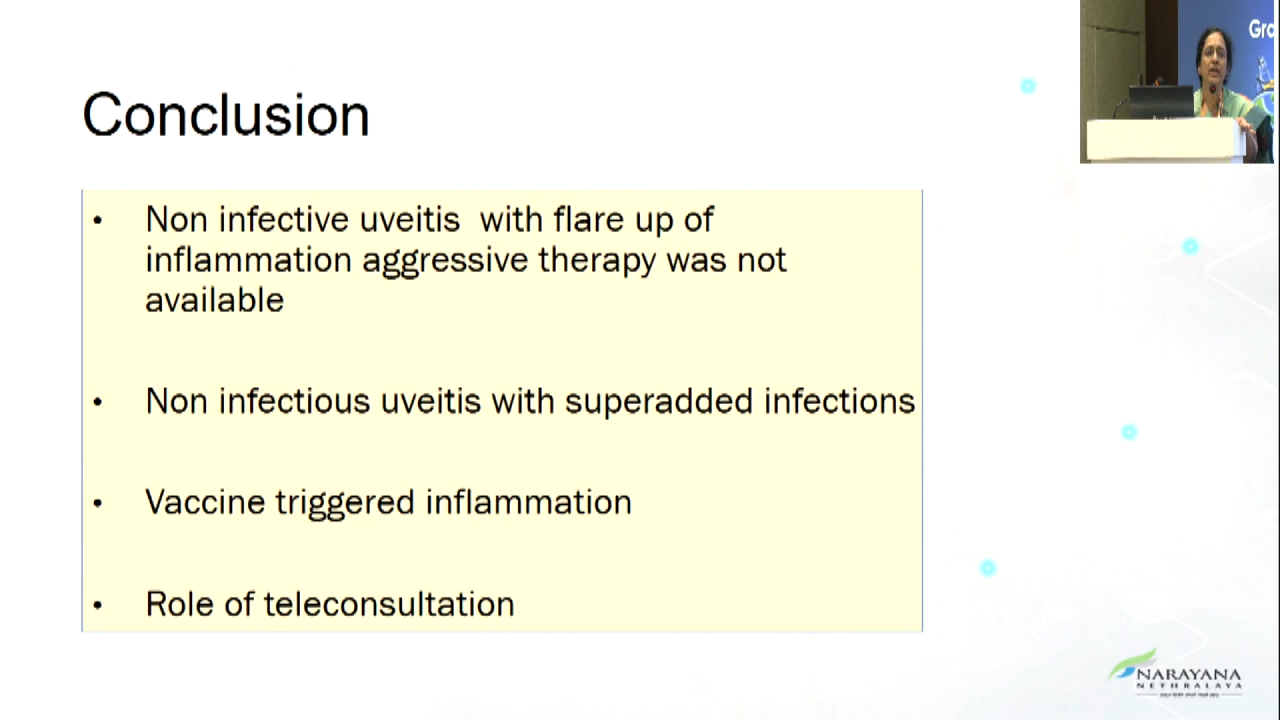 Gro
Conclusion
• Non infective uveitis with flare up of
inflammation aggressive therapy was not
available
• Non infectious uveitis with superadded infections
• Vaccine triggered inflammation
• Role of teleconsultation
NARAYANA
NETHRALAYA